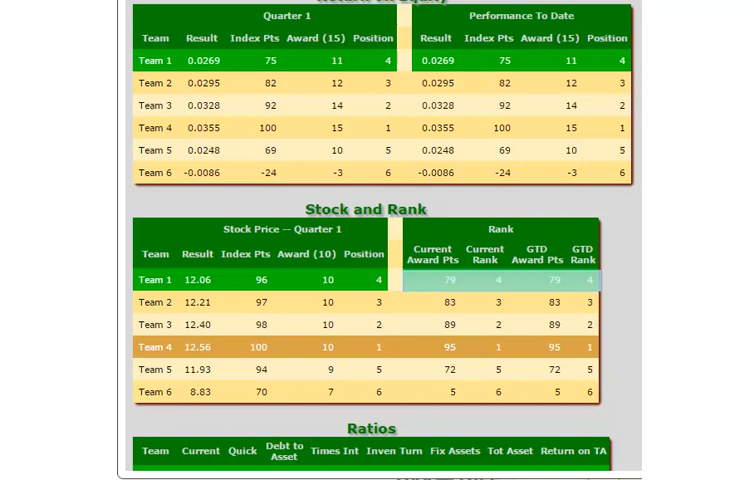 Return on Equity
Quarter 1 Performance To Date
Team Result Index Pts Award (15) Position Result Index Pts Award (15) Position
Team 1 0.0269 75 11 4 0.0269 75 11 4
Team 2 0.0295 82 12 3 0.0295 82 12 3
Team 3 0.0328 92 14 2 0.0328 92 14 2
Team 4 0.0355 100 15 1 0.0355 100 15 1
Team 5 0.0248 69 10 5 0.0248 69 10 5
Team 6 -0.0086 -24 -3 6 -0.0086 -24 -3 6
Stock and Rank
Stock Price -- Quarter 1 Rank
Team Result Index Pts Award (10) Position Current Award Pts Current Rank GTD Award Pts GTD Rank
Team 1 12.06 96 10 4 79 4 79 4
Team 2 12.21 97 10 3 83 3 83 3
Team 3 12.40 98 10 2 89 2 89 2
Team 4 12.56 100 10 1 95 1 95 1
Team 5 11.93 94 9 5 72 5 72 5
Team 6 8.83 70 7 6 5 6 5 6
Ratios
Team Current Quick Debt to Asset Times Int Inven Turn Fix Assets Tot Asset Return on TA